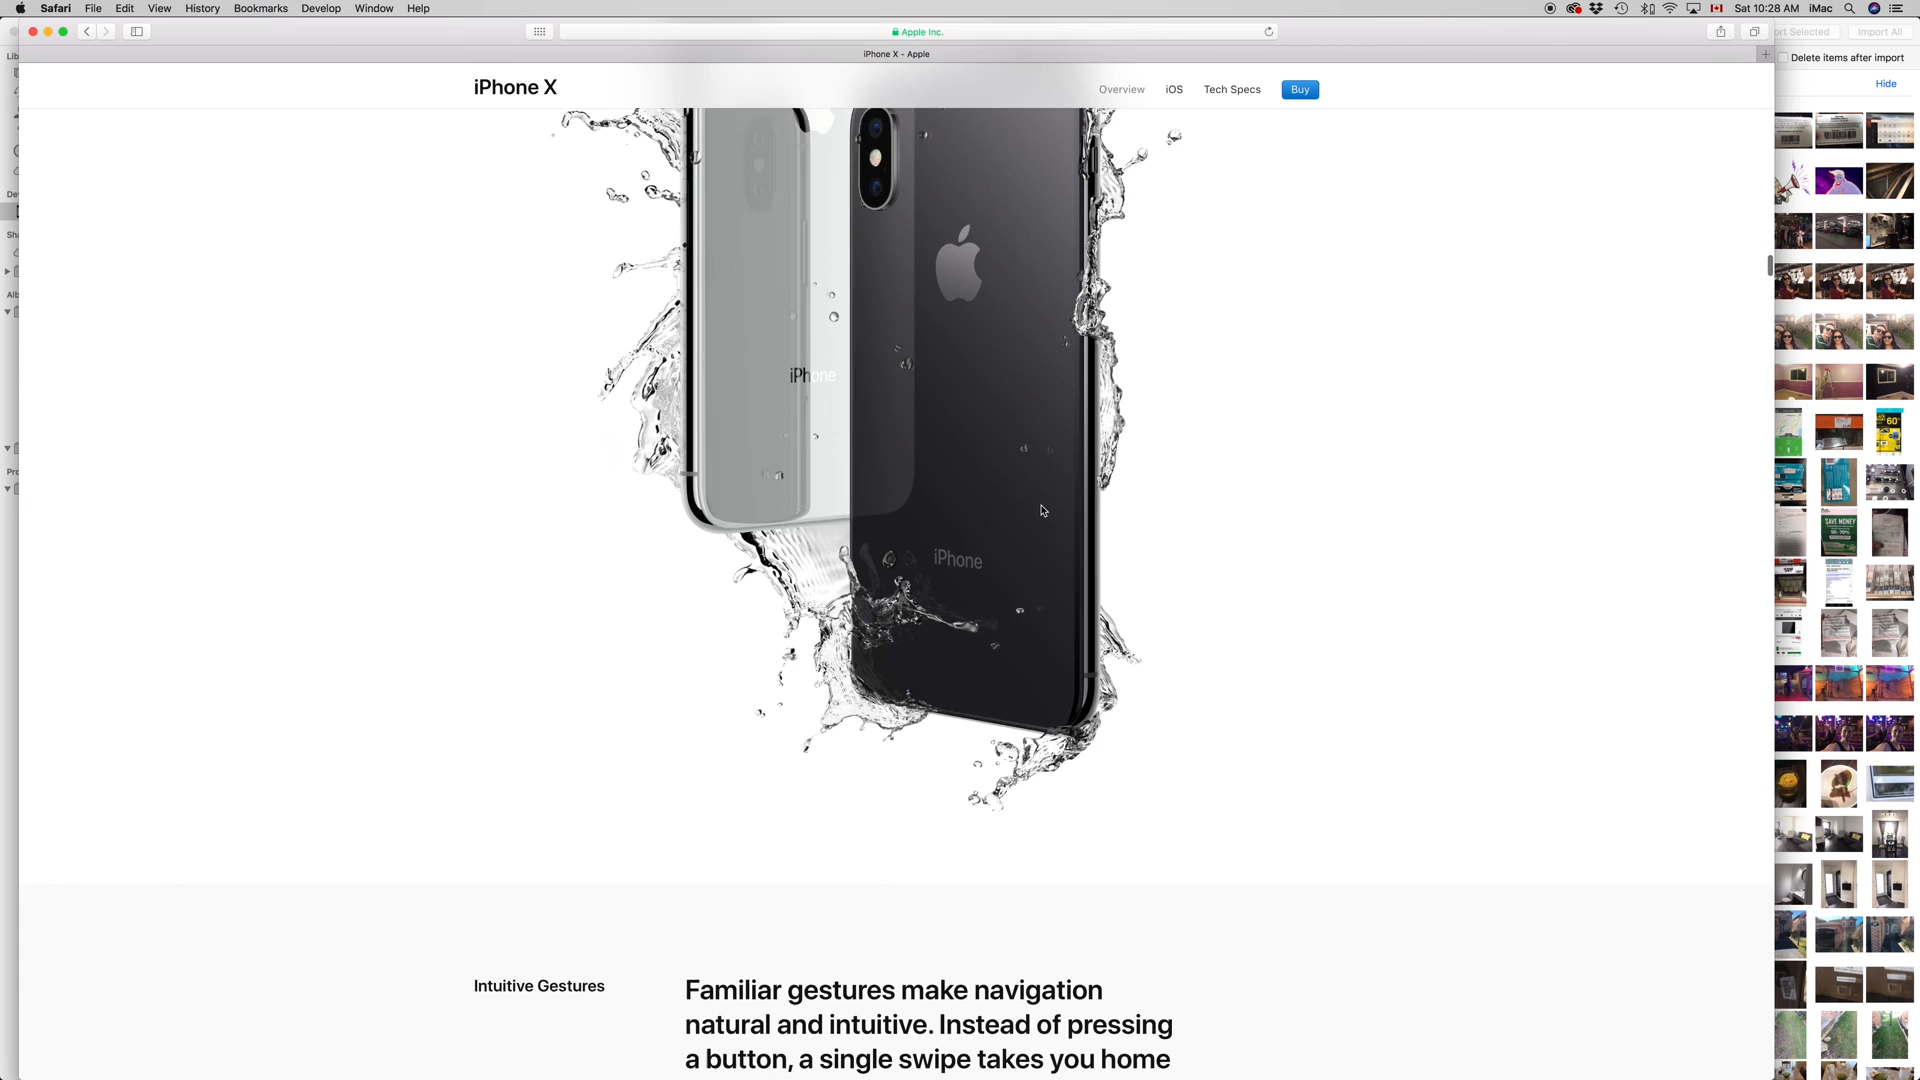 Safari File Edit View History Bookmarks Develop Window Help
Sat 10:28 AM iMac
Apple Inc.
Import All
iPhone X - Apple
Delete items after import
Hide
iPhone X
Overview iOS Tech Specs Buy
iPhone
iPhone
SAVE MONEY
Intuitive Gestures
Familiar gestures make navigation
natural and intuitive. Instead of pressing
a button, a single swipe takes you home